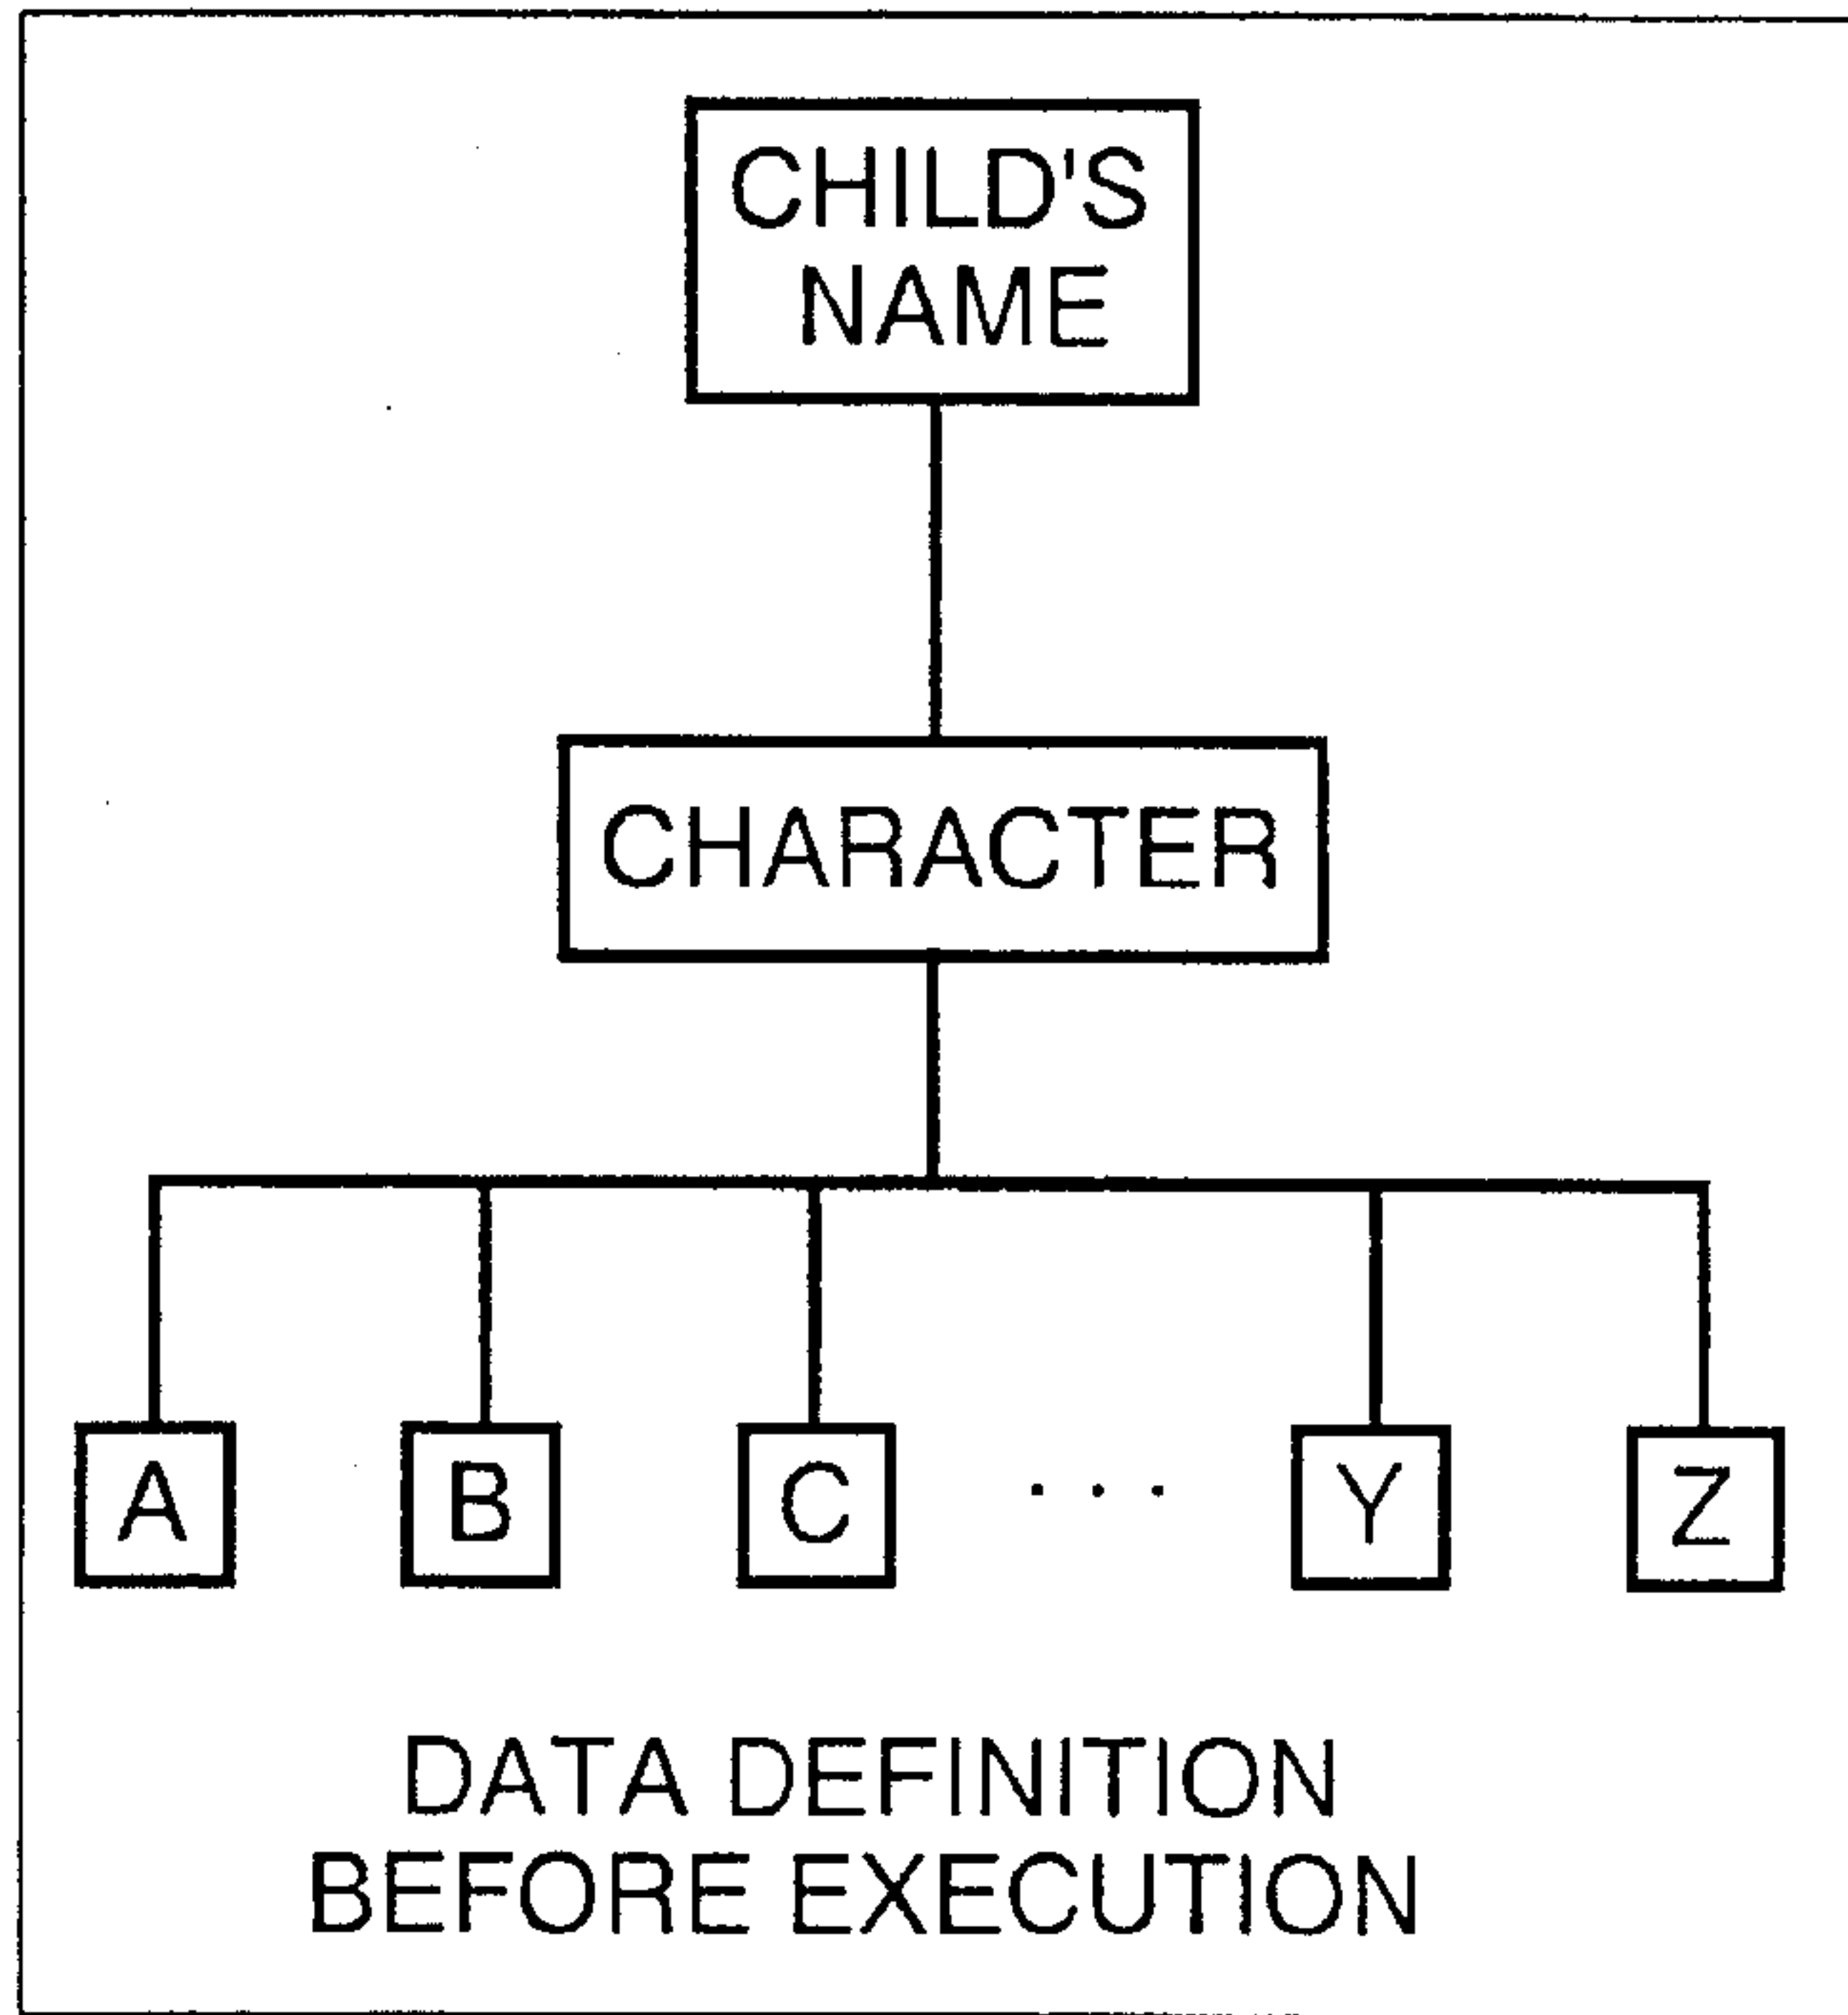 CHILD'S
NAME
CHARACTER
A B C . . . Y Z
DATA DEFINITION
BEFORE EXECUTION